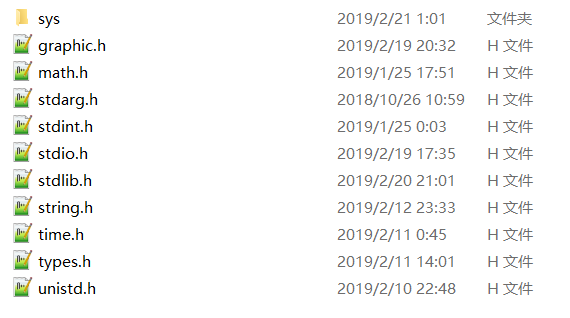 sys 2019/2/21 1:01 文件夹
graphic.h 2019/2/19 20:32 H 文件
math.h 2019/1/25 17:51 H 文件
stdarg.h 2018/10/26 10:59 H 文件
stdint.h 2019/1/25 0:03 H 文件
stdio.h 2019/2/19 17:35 H 文件
stdlib.h 2019/2/20 21:01 H 文件
string.h 2019/2/12 23:33 H 文件
time.h 2019/2/11 0:45 H 文件
types.h 2019/2/11 14:01 H 文件
unistd.h 2019/2/10 22:48 H 文件